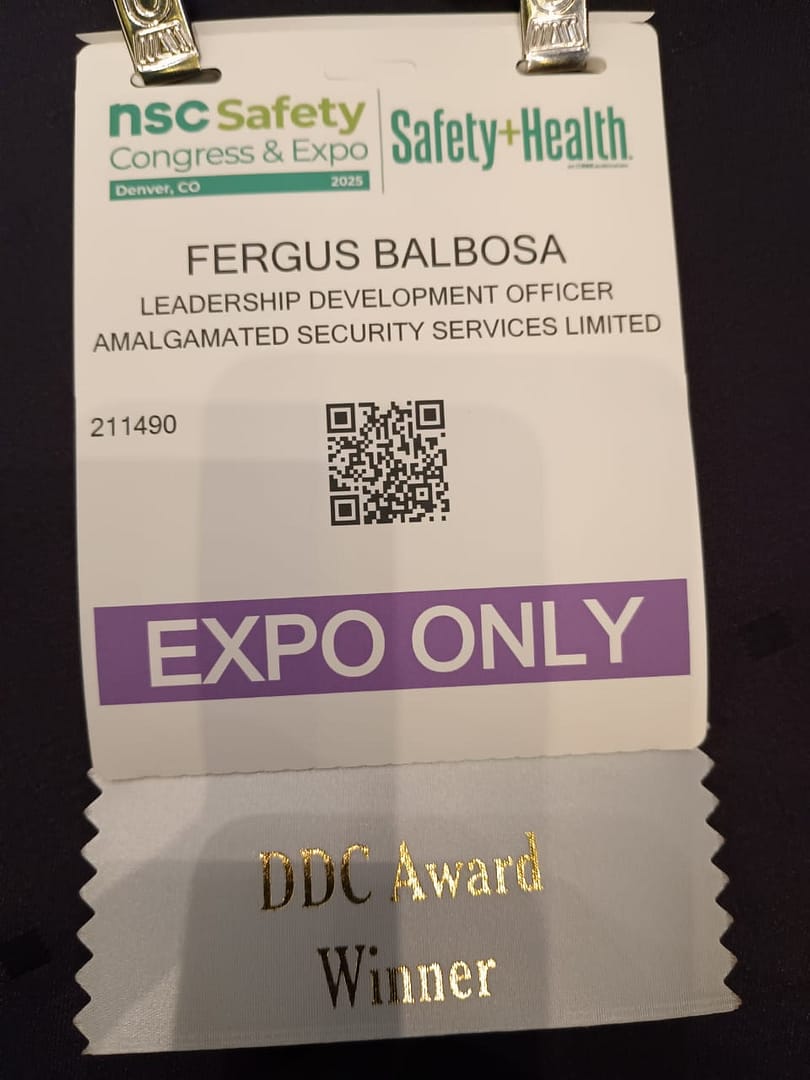 nsc Safety
Congress & Expo
Denver, CO 2025
Safety+Health
FERGUS BALBOSA
LEADERSHIP DEVELOPMENT OFFICER
AMALGAMATED SECURITY SERVICES LIMITED
211490
EXPO ONLY
DDC Award
Winner